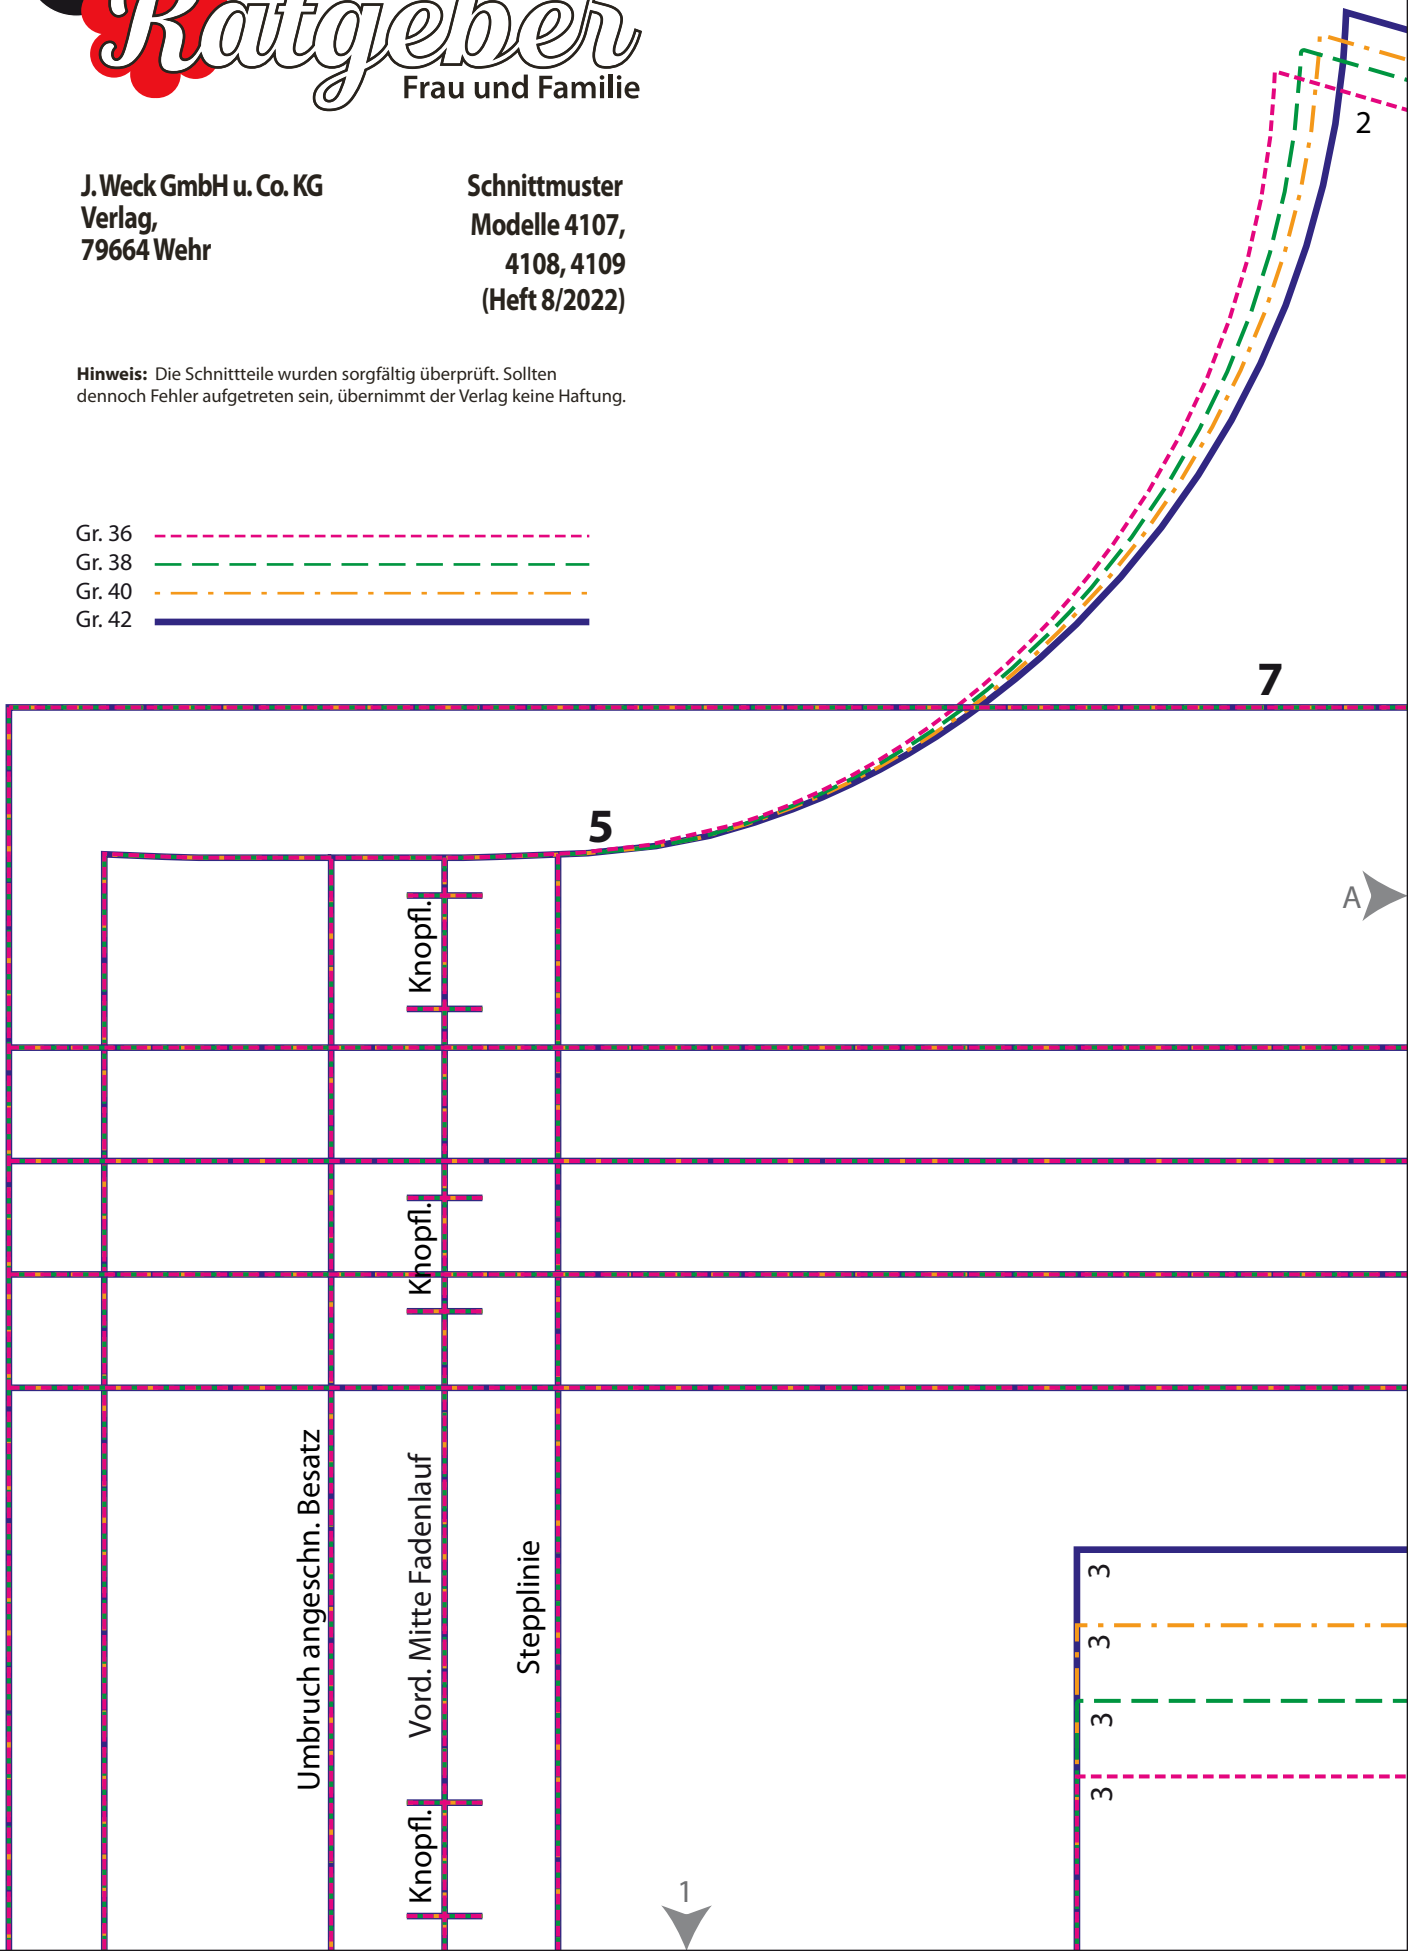 Ratgeber
Frau und Familie
J. Weck GmbH u. Co. KG
Verlag,
79664 Wehr
Schnittmuster
Modelle 4107,
4108, 4109
(Heft 8/2022)
Hinweis: Die Schnittteile wurden sorgfältig überprüft. Sollten
dennoch Fehler aufgetreten sein, übernimmt der Verlag keine Haftung.
Gr. 36
Gr. 38
Gr. 40
Gr. 42
2
7
5
A
Knopfl.
Knopfl.
Umbruch angeschn. Besatz
Vord. Mitte Fadenlauf
Stepplinie
Knopfl.
3
3
3
3
1